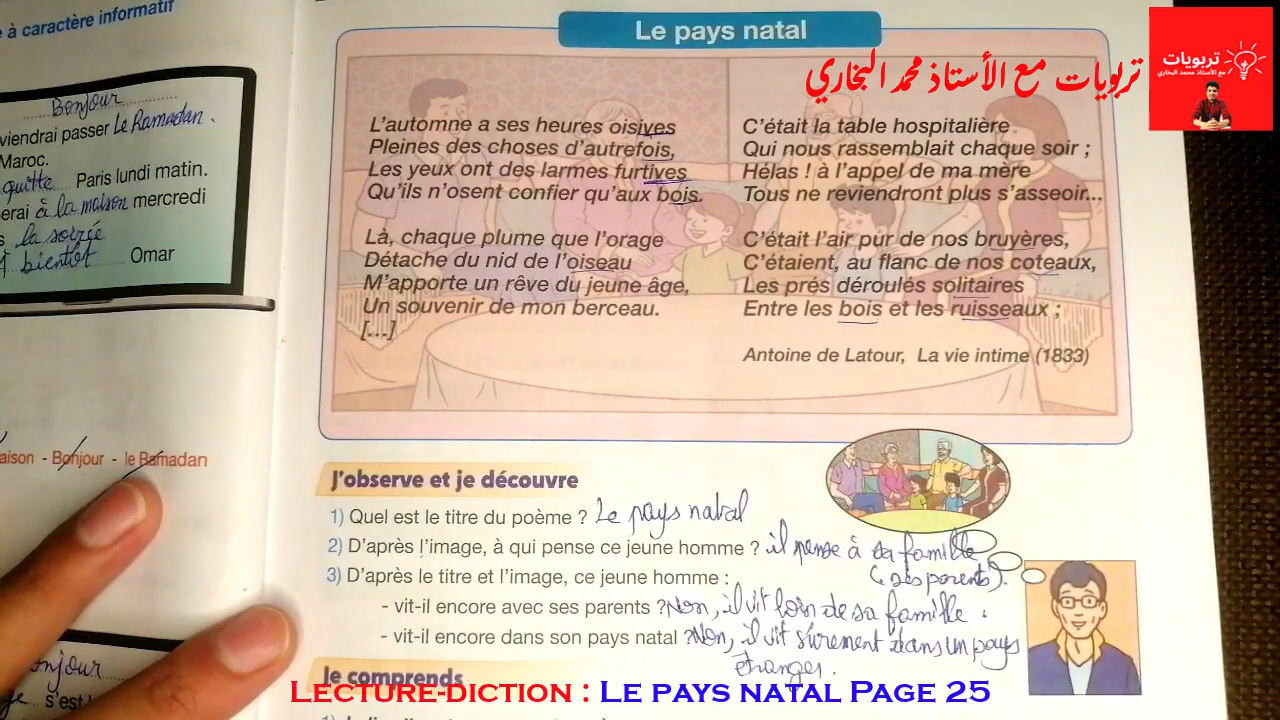 e à caractère informatif
Bonjour
viendrai passer Le Ramadan.
Maroc.
quitte Paris lundi matin.
serai à la maison mercredi
s la soirée
bientôt Omar
aison - Bonjour - le Ramadan
onjour
s'est
Le pays natal
تربويات مع الأستاذ محمد البخاري
تربويات
مع الأستاذ محمد البخاري
L'automne a ses heures oisives
Pleines des choses d'autrefois,
Les yeux ont des larmes furtives
Qu'ils n'osent confier qu'aux bois.
Là, chaque plume que l'orage
Détache du nid de l'oiseau
M'apporte un rêve du jeune âge,
Un souvenir de mon berceau.
[...]
C'était la table hospitalière
Qui nous rassemblait chaque soir ;
Hélas ! à l'appel de ma mère
Tous ne reviendront plus s'asseoir...
C'était l'air pur de nos bruyères,
C'étaient, au flanc de nos coteaux,
Les prés déroulés solitaires
Entre les bois et les ruisseaux ;
Antoine de Latour, La vie intime (1833)
J'observe et je découvre
1) Quel est le titre du poème ? Le pays natal
2) D'après l'image, à qui pense ce jeune homme ? il pense à sa famille
(ses parents).
3) D'après le titre et l'image, ce jeune homme :
- vit-il encore avec ses parents ? Non, il vit loin de sa famille.
- vit-il encore dans son pays natal ? Non, il vit sûrement dans un pays
étranger.
Je comprends
Lecture-diction : Le pays natal Page 25